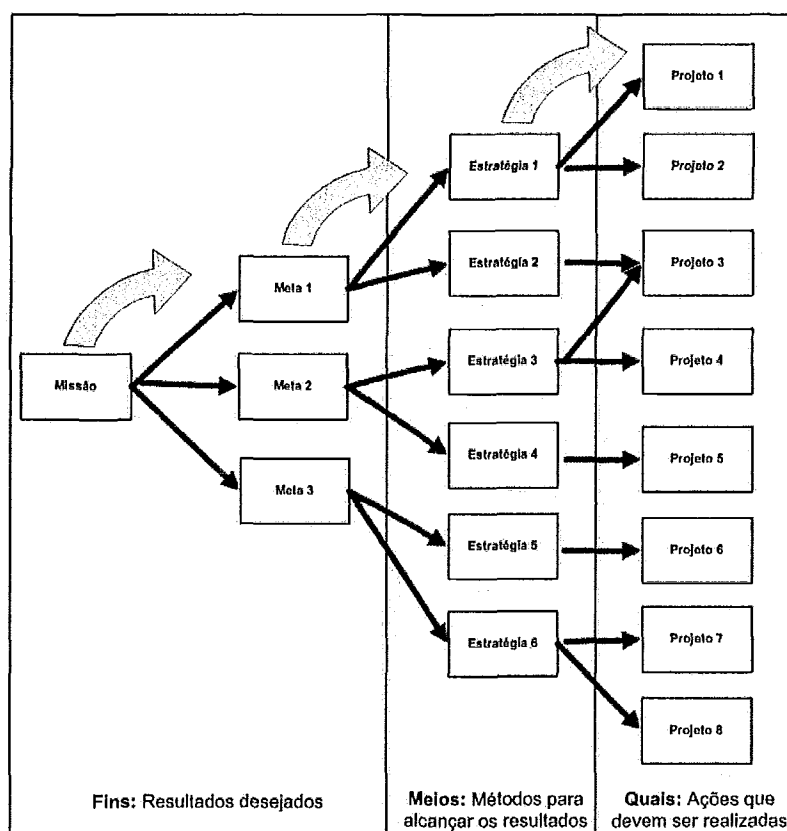 Missão
Meta 1
Meta 2
Meta 3
Estratégia 1
Estratégia 2
Estratégia 3
Estratégia 4
Estratégia 5
Estratégia 6
Projeto 1
Projeto 2
Projeto 3
Projeto 4
Projeto 5
Projeto 6
Projeto 7
Projeto 8
Fins: Resultados desejados
Meios: Métodos para
alcançar os resultados
Quais: Ações que
devem ser realizadas